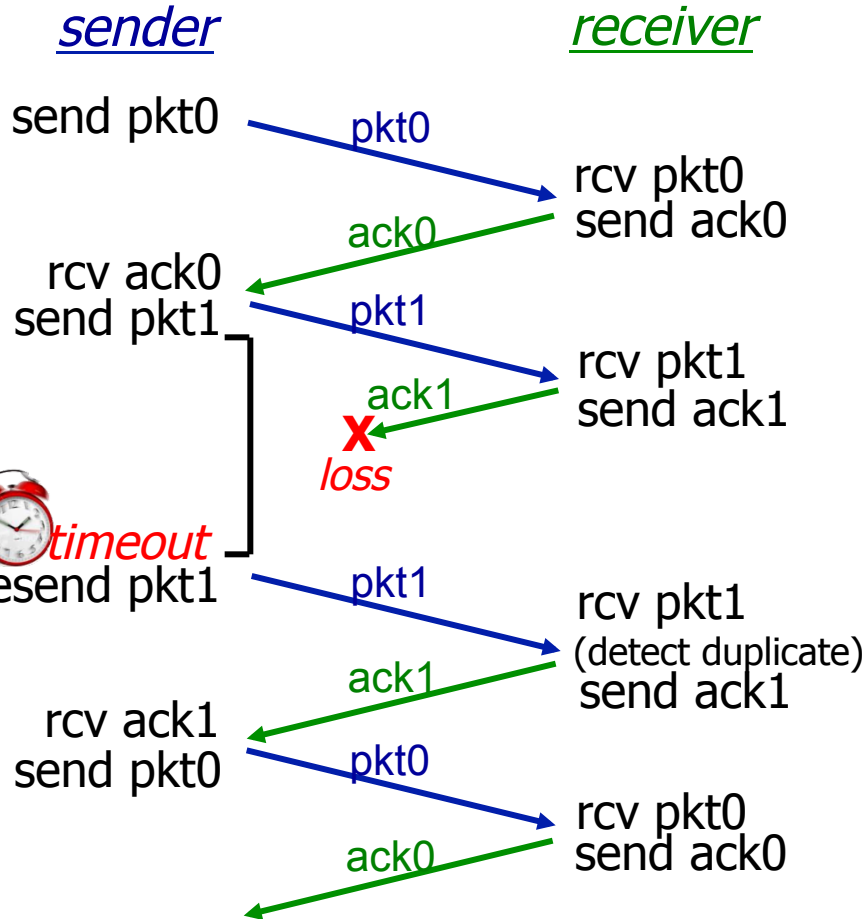 sender
receiver
send pkt0
pkt0
rcv pkt0
send ack0
ack0
rcv ack0
send pkt1
pkt1
rcv pkt1
send ack1
ack1
X
loss
timeout
esend pkt1
pkt1
rcv pkt1
(detect duplicate)
send ack1
ack1
rcv ack1
send pkt0
pkt0
rcv pkt0
send ack0
ack0